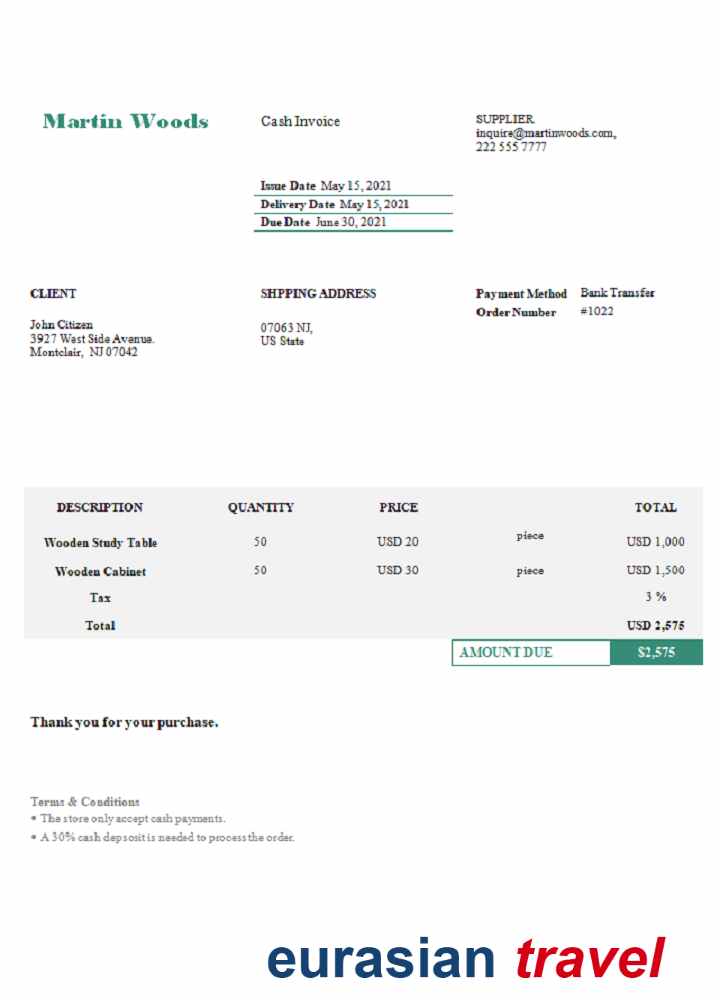 Martin Woods
Cash Invoice
SUPPLIER
inquire@martinwoods.com,
222 555 7777
Issue Date May 15, 2021
Delivery Date May 15, 2021
Due Date June 30, 2021
CLIENT
John Citizen
3927 West Side Avenue.
Montclair, NJ 07042
SHPPING ADDRESS
07063 NJ,
US State
Payment Method Bank Transfer
Order Number #1022
DESCRIPTION QUANTITY PRICE TOTAL
Wooden Study Table 50 USD 20 piece USD 1,000
Wooden Cabinet 50 USD 30 piece USD 1,500
Tax 3 %
Total USD 2,575
AMOUNT DUE $2,575
Thank you for your purchase.
Terms & Conditions
• The store only accept cash payments.
• A 30% cash depsosit is needed to process the order.
eurasian travel